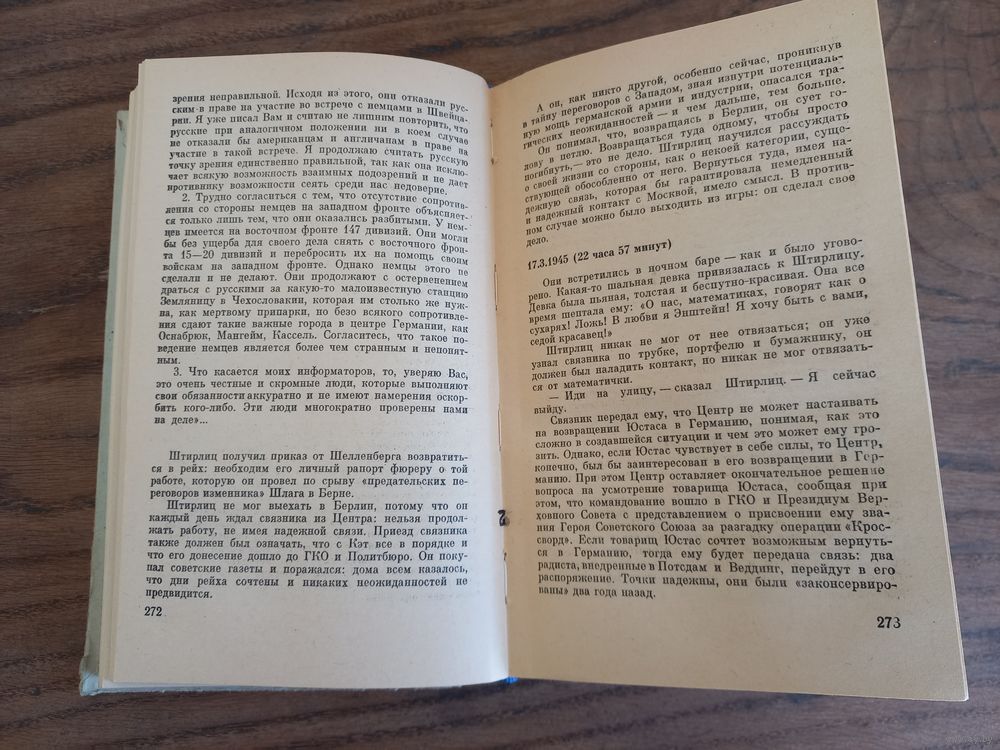 зрения неправильной. Исходя из этого, они отказали рус-
ским в праве на участие во встрече с немцами в Швейца-
рии. Я уже писал Вам и считаю не лишним повторить, что
русские при аналогичном положении ни в коем случае
не отказали бы американцам и англичанам в праве на
участие в такой встрече. Я продолжаю считать русскую
точку зрения единственно правильной, так как она исклю-
чает всякую возможность взаимных подозрений и не дает
противнику возможности сеять среди нас недоверие.
2. Трудно согласиться с тем, что отсутствие сопротив-
ления со стороны немцев на западном фронте объясняет-
ся только лишь тем, что они оказались разбитыми. У нем-
цев имеется на восточном фронте 147 дивизий. Они могли
бы без ущерба для своего дела снять с восточного фрон-
та 15—20 дивизий и перебросить их на помощь своим
войскам на западном фронте. Однако немцы этого не
сделали и не делают. Они продолжают с остервенением
драться с русскими за какую-то малоизвестную станцию
Земляницу в Чехословакии, которая им столько же нуж-
на, как мертвому припарки, но безо всякого сопротивле-
ния сдают такие важные города в центре Германии, как
Оснабрюк, Мангейм, Кассель. Согласитесь, что такое по-
ведение немцев является более чем странным и непонят-
ным.
3. Что касается моих информаторов, то, уверяю Вас,
это очень честные и скромные люди, которые выполняют
свои обязанности аккуратно и не имеют намерения оскор-
бить кого-либо. Эти люди многократно проверены нами
на деле»...
Штирлиц получил приказ от Шелленберга возвратить-
ся в рейх: необходим его личный рапорт фюреру о той
работе, которую он провел по срыву «предательских пе-
реговоров изменника» Шлага в Берне.
Штирлиц не мог выехать в Берлин, потому что он
каждый день ждал связника из Центра: нельзя продол-
жать работу, не имея надежной связи. Приезд связника
также должен был означать, что с Кэт все в порядке и
что его донесение дошло до ГКО и Политбюро. Он поку-
пал советские газеты и поражался: дома всем казалось,
что дни рейха сочтены и никаких неожиданностей не
предвидится.
272
А он, как никто другой, особенно сейчас, проникнув
в тайну переговоров с Западом, зная изнутри потенциаль-
ную мощь германской армии и индустрии, опасался тра-
гических неожиданностей — и чем дальше, тем больше.
Он понимал, что, возвращаясь в Берлин, он сует го-
лову в петлю. Возвращаться туда одному, чтобы просто
погибнуть,— это не дело. Штирлиц научился рассуждать
о своей жизни со стороны, как о некоей категории, суще-
ствующей обособленно от него. Вернуться туда, имея на-
дежную связь, которая бы гарантировала немедленный
и надежный контакт с Москвой, имело смысл. В против-
ном случае можно было выходить из игры: он сделал свое
дело.
17.3.1945 (22 часа 57 минут)
Они встретились в ночном баре — как и было угово-
рено. Какая-то шальная девка привязалась к Штирлицу.
Девка была пьяная, толстая и беспутно-красивая. Она все
время шептала ему: «О нас, математиках, говорят как о
сухарях! Ложь! В любви я Энштейн! Я хочу быть с вами,
седой красавец!»
Штирлиц никак не мог от нее отвязаться; он уже
узнал связника по трубке, портфелю и бумажнику, он
должен был наладить контакт, но никак не мог отвязать-
ся от математички.
— Иди на улицу, — сказал Штирлиц. — Я сейчас
выйду.
Связник передал ему, что Центр не может настаивать
на возвращении Юстаса в Германию, понимая, как это
сложно в создавшейся ситуации и чем это может ему гро-
зить. Однако, если Юстас чувствует в себе силы, то Центр,
конечно, был бы заинтересован в его возвращении в Гер-
манию. При этом Центр оставляет окончательное решение
вопроса на усмотрение товарища Юстаса, сообщая при
этом, что командование вошло в ГКО и Президиум Вер-
ховного Совета с представлением о присвоении ему зва-
ния Героя Советского Союза за разгадку операции «Крос-
сворд». Если товарищ Юстас сочтет возможным вернуть-
ся в Германию, тогда ему будет передана связь: два
радиста, внедренные в Потсдам и Веддинг, перейдут в его
распоряжение. Точки надежны, они были «законсервиро-
ваны» два года назад.
273